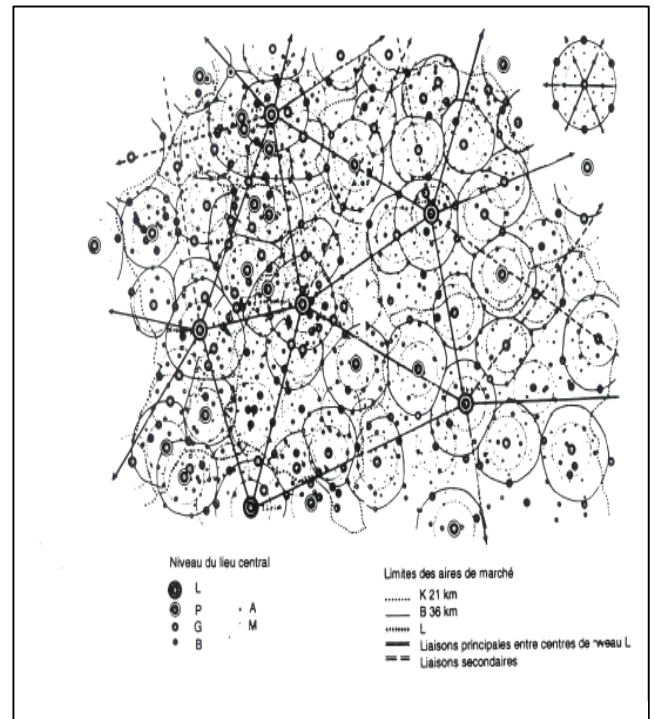 Niveau du lieu central
L
P
G
B
A
M
Limites des aires de marché
K 21 km
B 36 km
L
Liaisons principales entre centres de niveau L
Liaisons secondaires